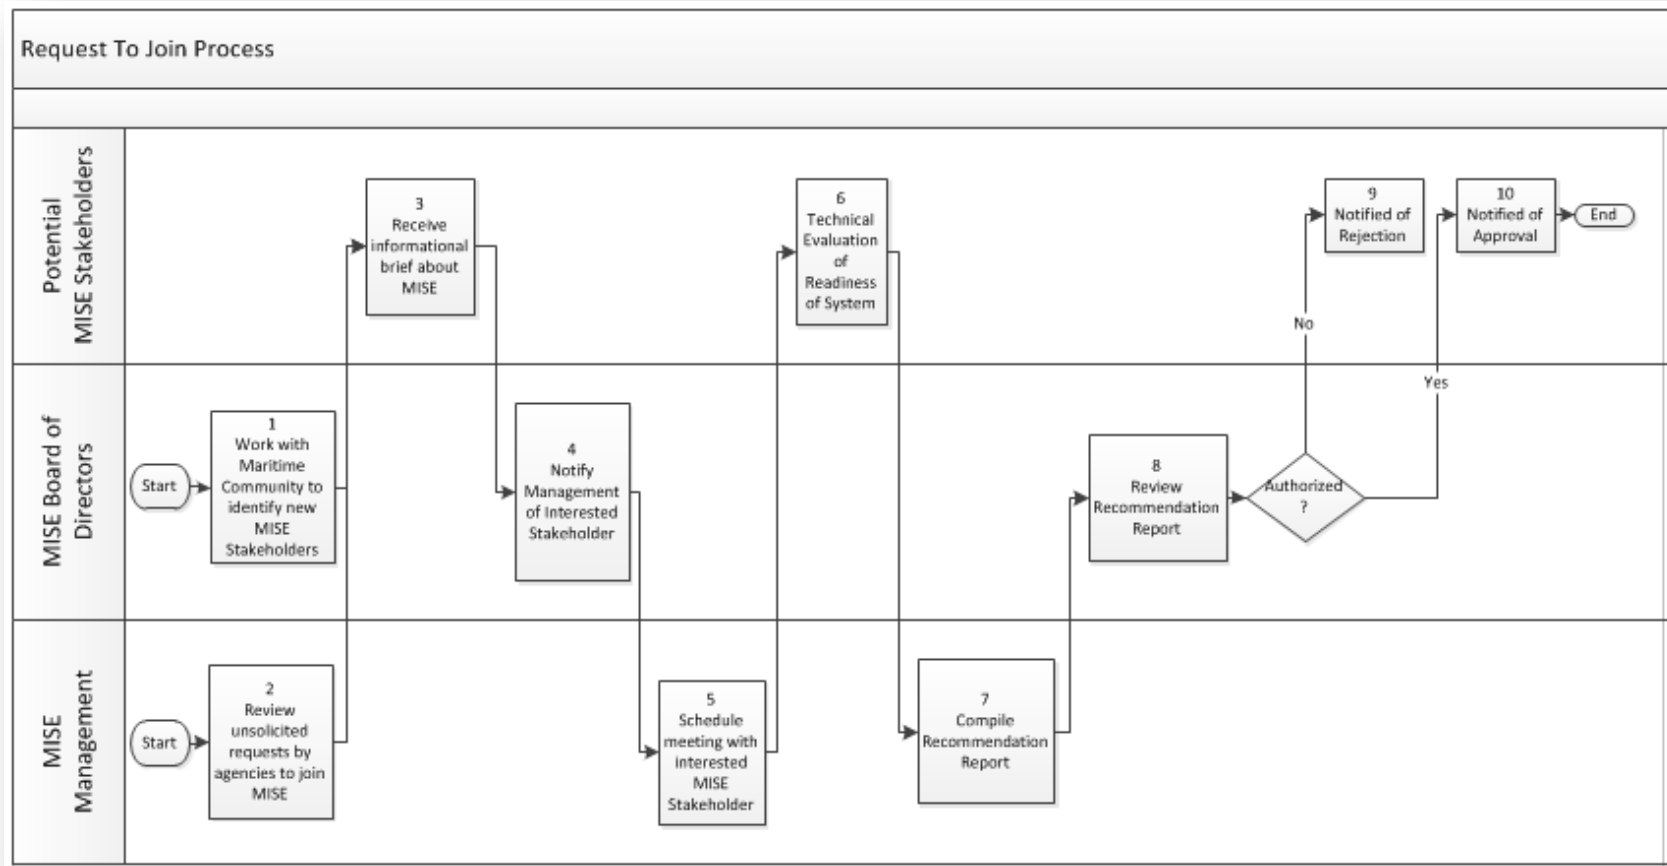 Request To Join Process
Potential
MISE Stakeholders
3
Receive
informational
brief about
MISE
6
Technical
Evaluation
of
Readiness
of System
9
Notified of
Rejection
10
Notified of
Approval
End
No
Yes
MISE Board of
Directors
Start
1
Work with
Maritime
Community to
identify new
MISE
Stakeholders
4
Notify
Management
of Interested
Stakeholder
8
Review
Recommendation
Report
Authorized
?
MISE
Management
Start
2
Review
unsolicited
requests by
agencies to join
MISE
5
Schedule
meeting with
interested
MISE
Stakeholder
7
Compile
Recommendation
Report